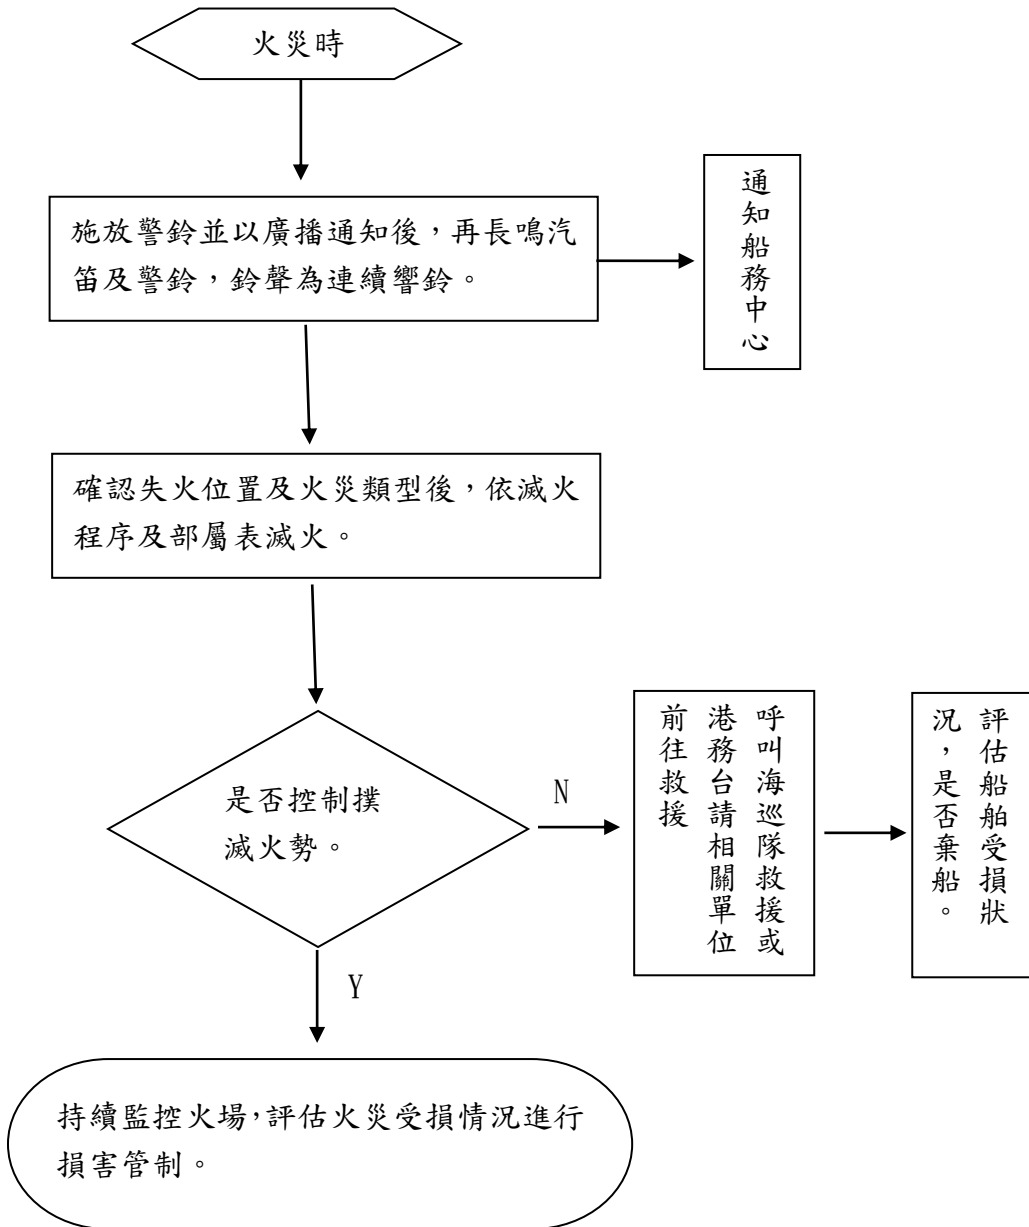 火災時
施放警鈴並以廣播通知後，再長鳴汽
笛及警鈴，鈴聲為連續響鈴。
通知船務中心
確認失火位置及火災類型後，依滅火
程序及部屬表滅火。
是否控制撲
滅火勢。
N
呼叫海巡隊救援或
港務台請相關單位
前往救援
評估船舶受損狀
況，是否棄船。
Y
持續監控火場,評估火災受損情況進行
損害管制。